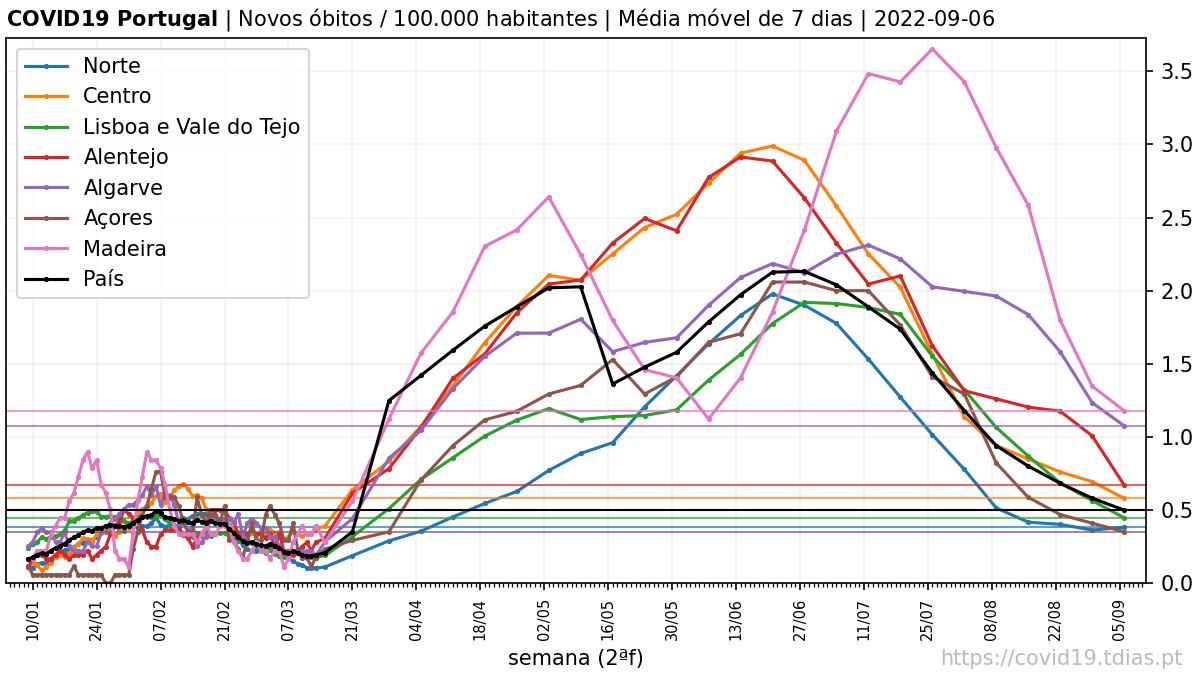 COVID19 Portugal | Novos óbitos / 100.000 habitantes | Média móvel de 7 dias | 2022-09-06
Norte
Centro
Lisboa e Vale do Tejo
Alentejo
Algarve
Açores
Madeira
País
3.5
3.0
2.5
2.0
1.5
1.0
0.5
0.0
10/01 24/01 07/02 21/02 07/03 21/03 04/04 18/04 02/05 16/05 30/05 13/06 27/06 11/07 25/07 08/08 22/08 05/09
semana (2ªf)
https://covid19.tdias.pt